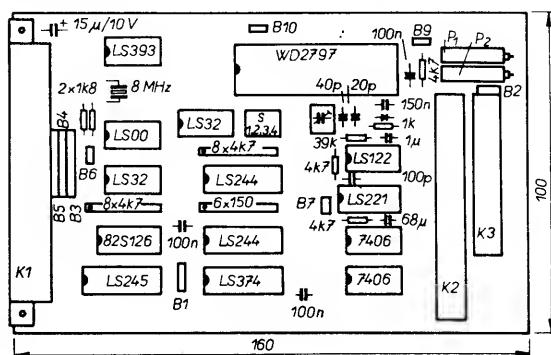 + 15µ/10V
B10
B9
100n
P1
P2
LS393
WD2797
4k7
B2
8 MHz
2×1k8
40p
20p
150n
B4
LS00
LS32
S
1,2,3,4
1k
39k
1µ
8×4k7
B6
LS32
LS244
4k7
LS122
100p
B5
B3
8×4k7
6×150
B7
LS221
4k7
68µ
K1
82S126
100n
LS244
7406
K2
K3
100
LS245
B1
LS374
7406
100n
160